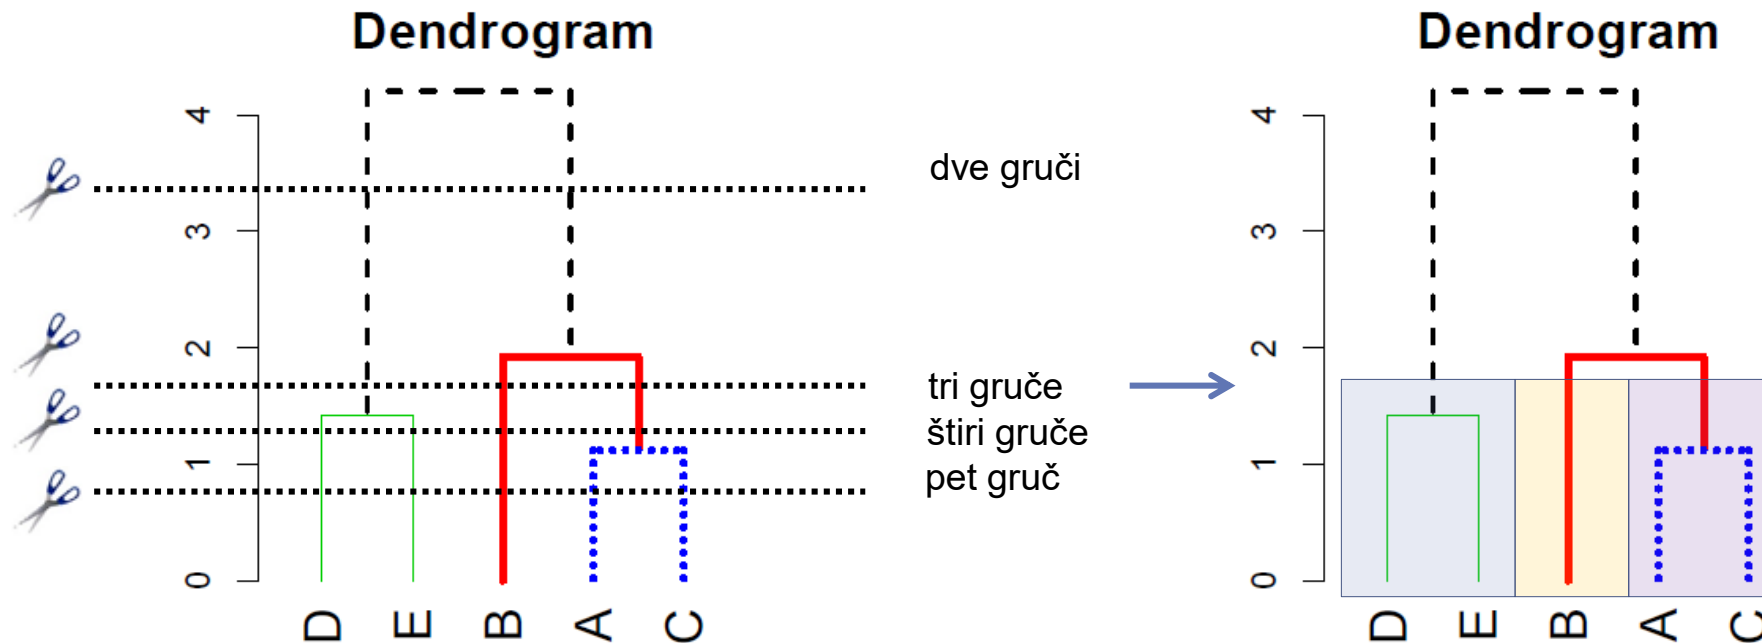 Dendrogram
4
3
2
1
0
D E B A C
dve gruči
tri gruče
štiri gruče
pet gruč
Dendrogram
4
3
2
1
0
D E B A C